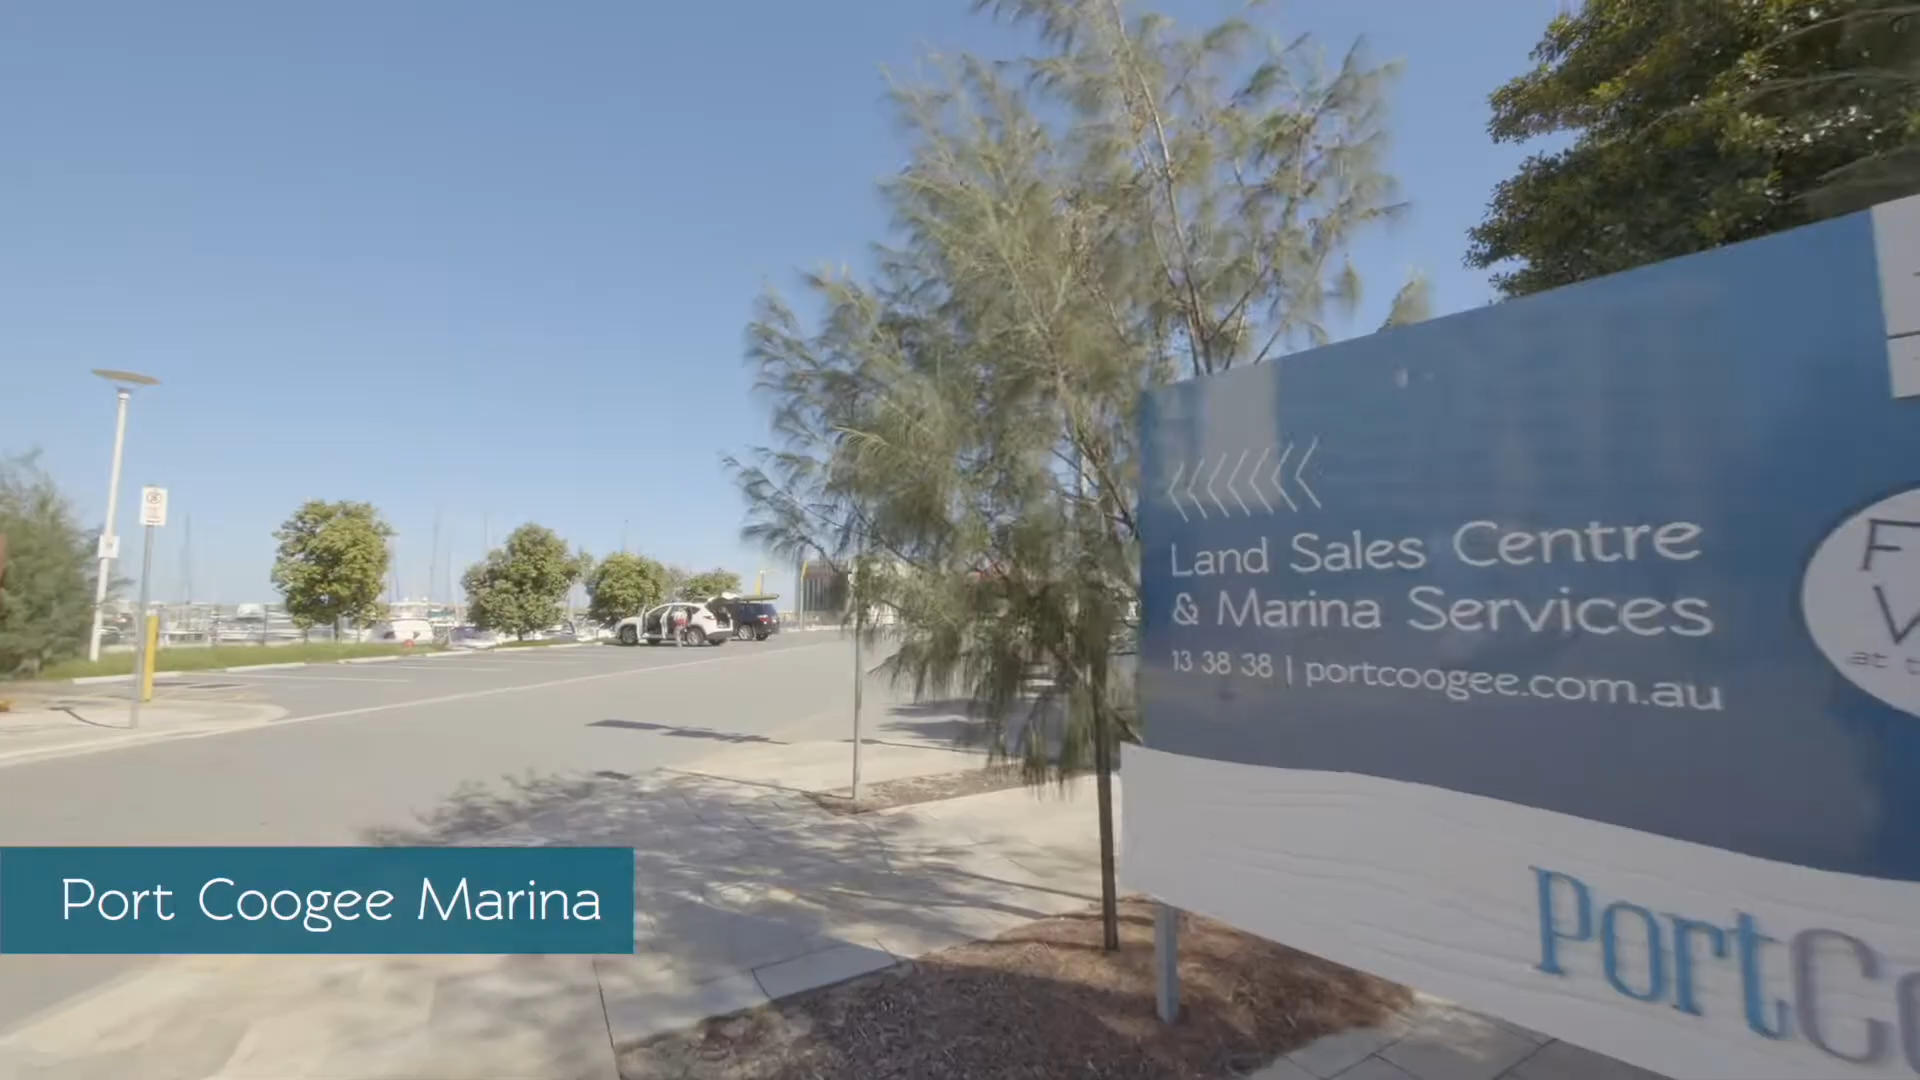 Land Sales Centre
& Marina Services
13 38 38 | portcoogee.com.au
Port Coogee Marina